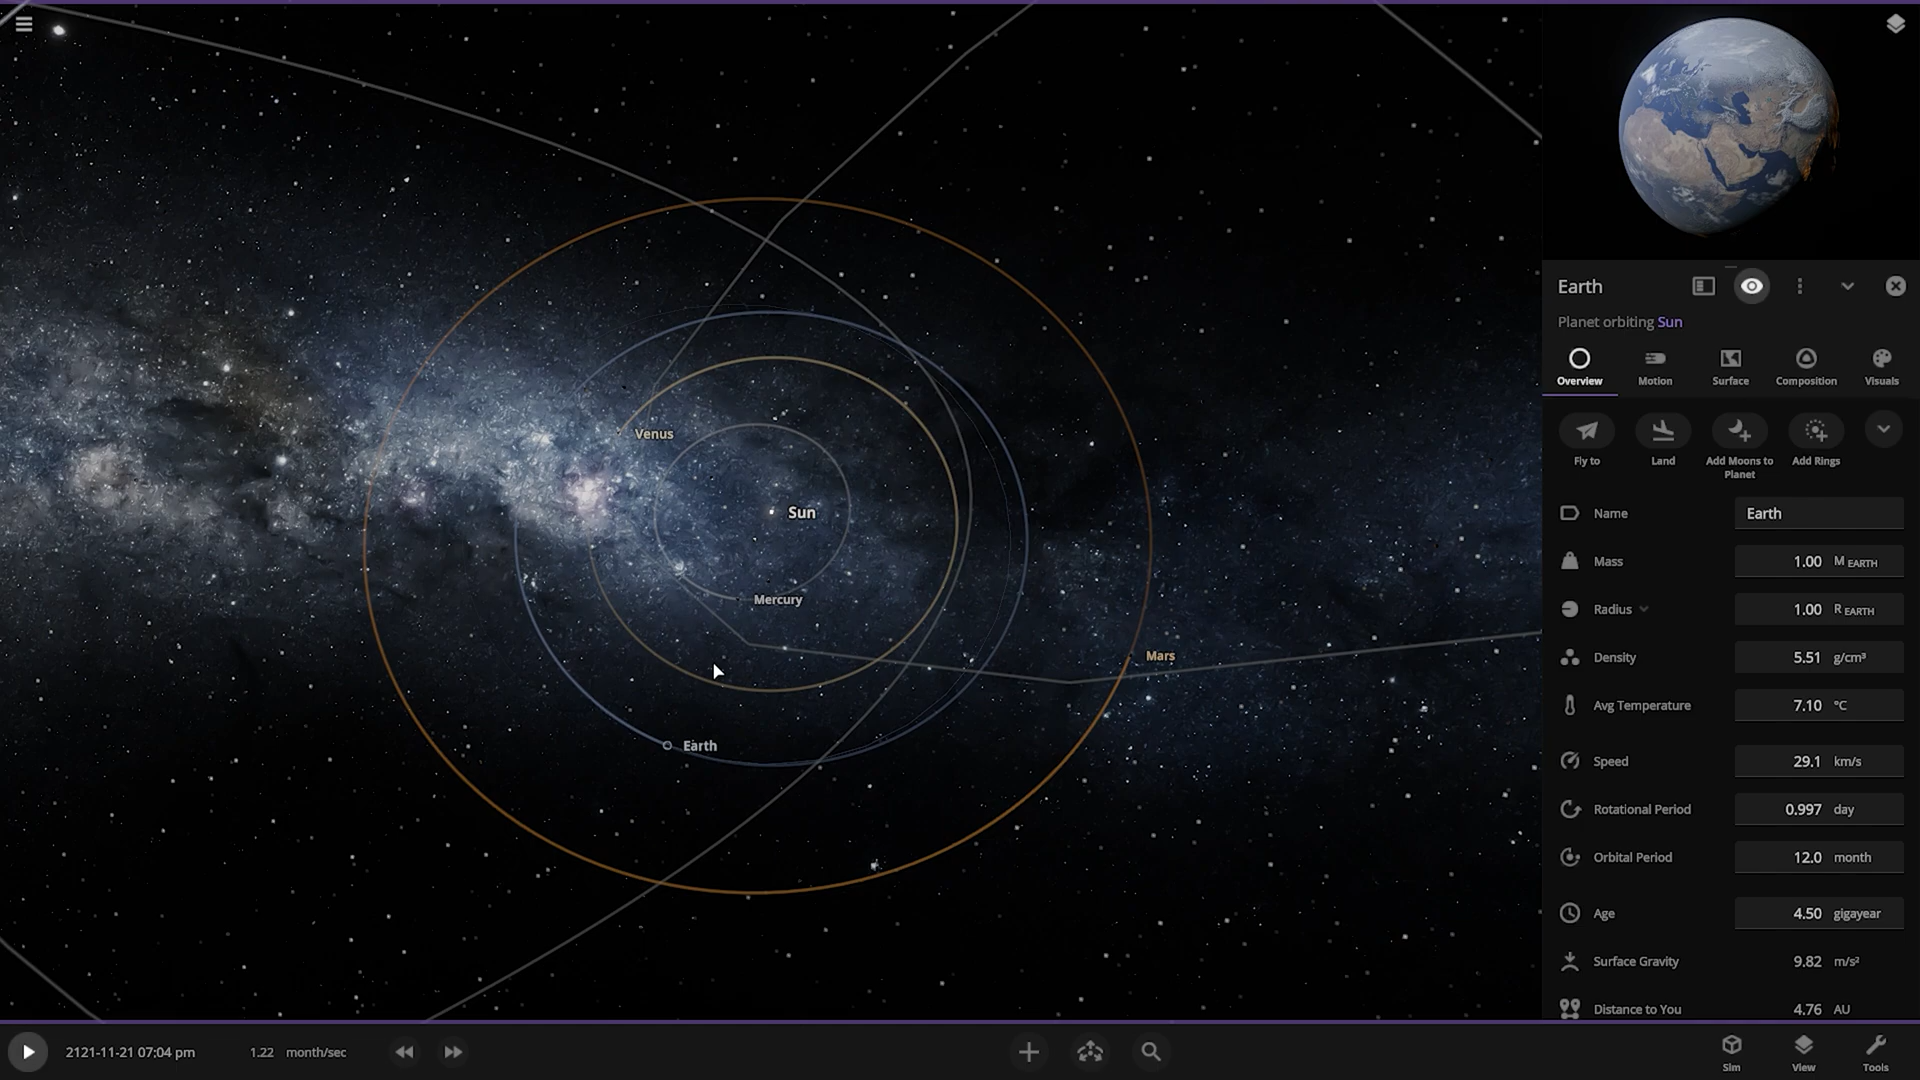 Venus
Sun
Mercury
Mars
Earth
Earth
Planet orbiting Sun
Overview Motion Surface Composition Visuals
Fly to Land Add Moons to Planet Add Rings
Name Earth
Mass 1.00 M EARTH
Radius 1.00 R EARTH
Density 5.51 g/cm³
Avg Temperature 7.10 °C
Speed 29.1 km/s
Rotational Period 0.997 day
Orbital Period 12.0 month
Age 4.50 gigayear
Surface Gravity 9.82 m/s²
Distance to You 4.76 AU
2121-11-21 07:04 pm 1.22 month/sec
Sim View Tools